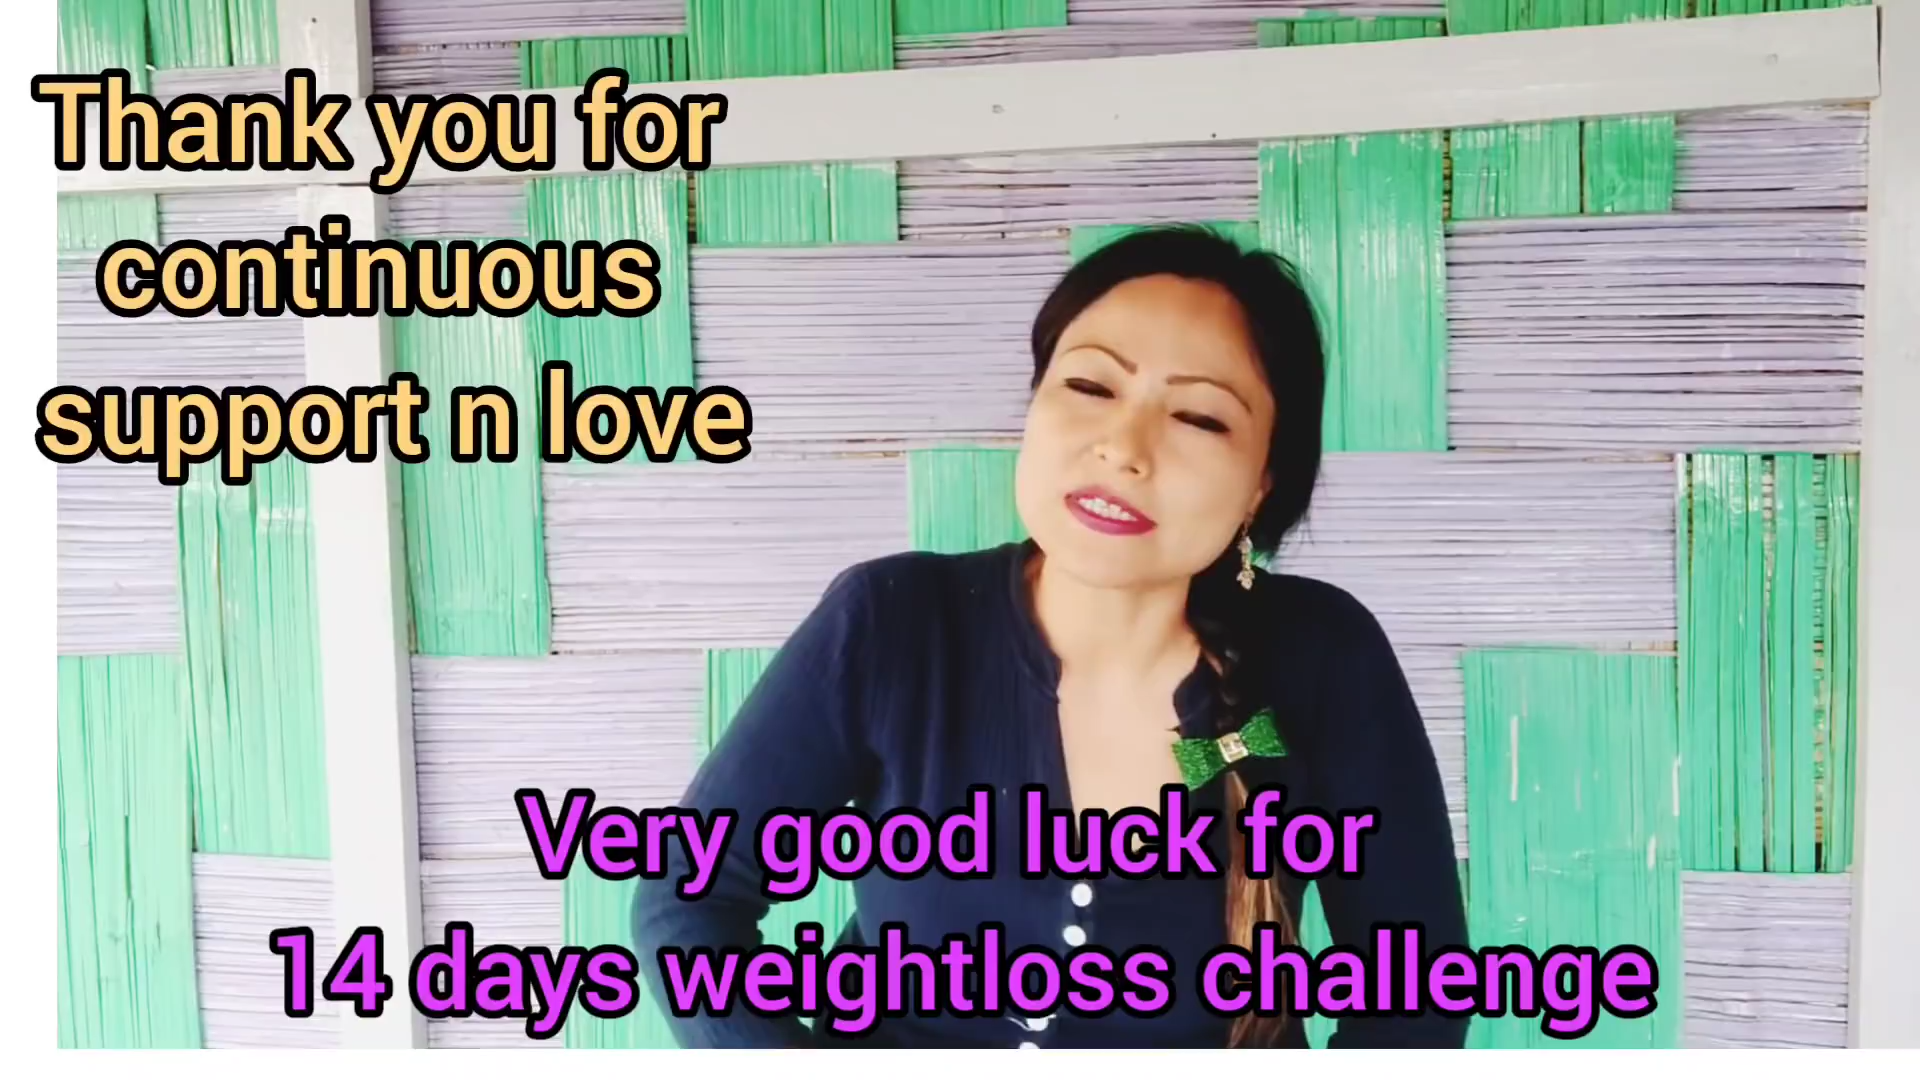 Thank you for
continuous
support n love
Very good luck for
14 days weightloss challenge